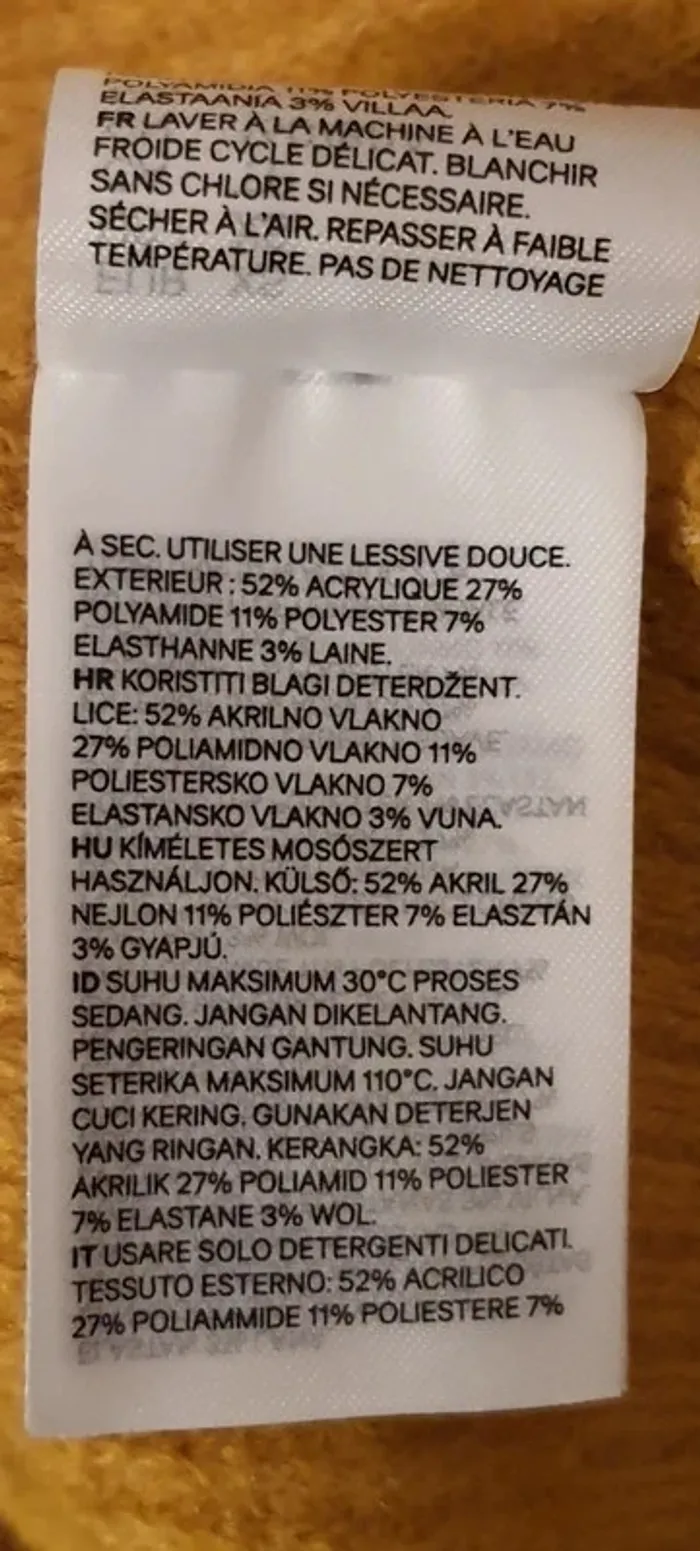 POLYAMIDIA 11% POLYESTERIA 7%
ELASTAANIA 3% VILLAA.
FR LAVER À LA MACHINE À L'EAU
FROIDE CYCLE DÉLICAT. BLANCHIR
SANS CHLORE SI NÉCESSAIRE.
SÉCHER À L'AIR. REPASSER À FAIBLE
TEMPÉRATURE. PAS DE NETTOYAGE
À SEC. UTILISER UNE LESSIVE DOUCE.
EXTERIEUR : 52% ACRYLIQUE 27%
POLYAMIDE 11% POLYESTER 7%
ELASTHANNE 3% LAINE.
HR KORISTITI BLAGI DETERDŽENT.
LICE: 52% AKRILNO VLAKNO
27% POLIAMIDNO VLAKNO 11%
POLIESTERSKO VLAKNO 7%
ELASTANSKO VLAKNO 3% VUNA.
HU KÍMÉLETES MOSÓSZERT
HASZNÁLJON. KÜLSŐ: 52% AKRIL 27%
NEJLON 11% POLIÉSZTER 7% ELASZTÁN
3% GYAPJÚ.
ID SUHU MAKSIMUM 30°C PROSES
SEDANG. JANGAN DIKELANTANG.
PENGERINGAN GANTUNG. SUHU
SETERIKA MAKSIMUM 110°C. JANGAN
CUCI KERING. GUNAKAN DETERJEN
YANG RINGAN. KERANGKA: 52%
AKRILIK 27% POLIAMID 11% POLIESTER
7% ELASTANE 3% WOL.
IT USARE SOLO DETERGENTI DELICATI.
TESSUTO ESTERNO: 52% ACRILICO
27% POLIAMMIDE 11% POLIESTERE 7%